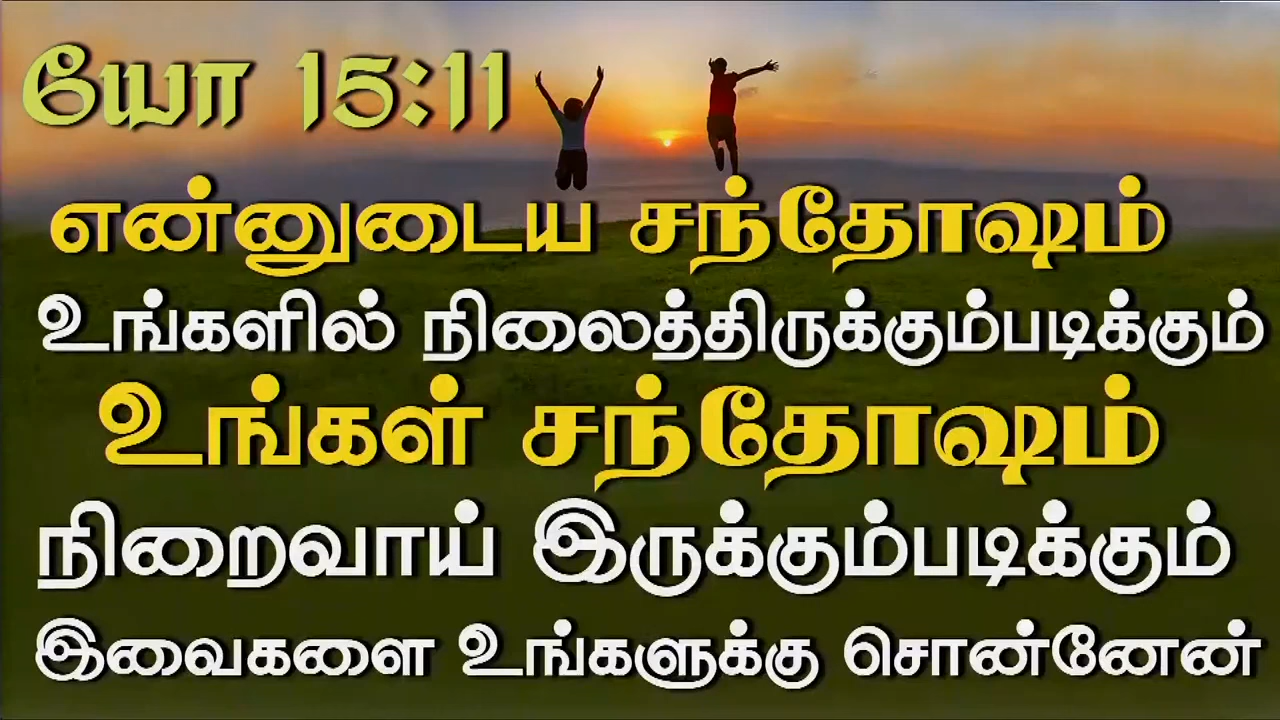 யோ 15:11
என்னுடைய சந்தோஷம்
உங்களில் நிலைத்திருக்கும்படிக்கும்
உங்கள் சந்தோஷம்
நிறைவாய் இருக்கும்படிக்கும்
இவைகளை உங்களுக்கு சொன்னேன்